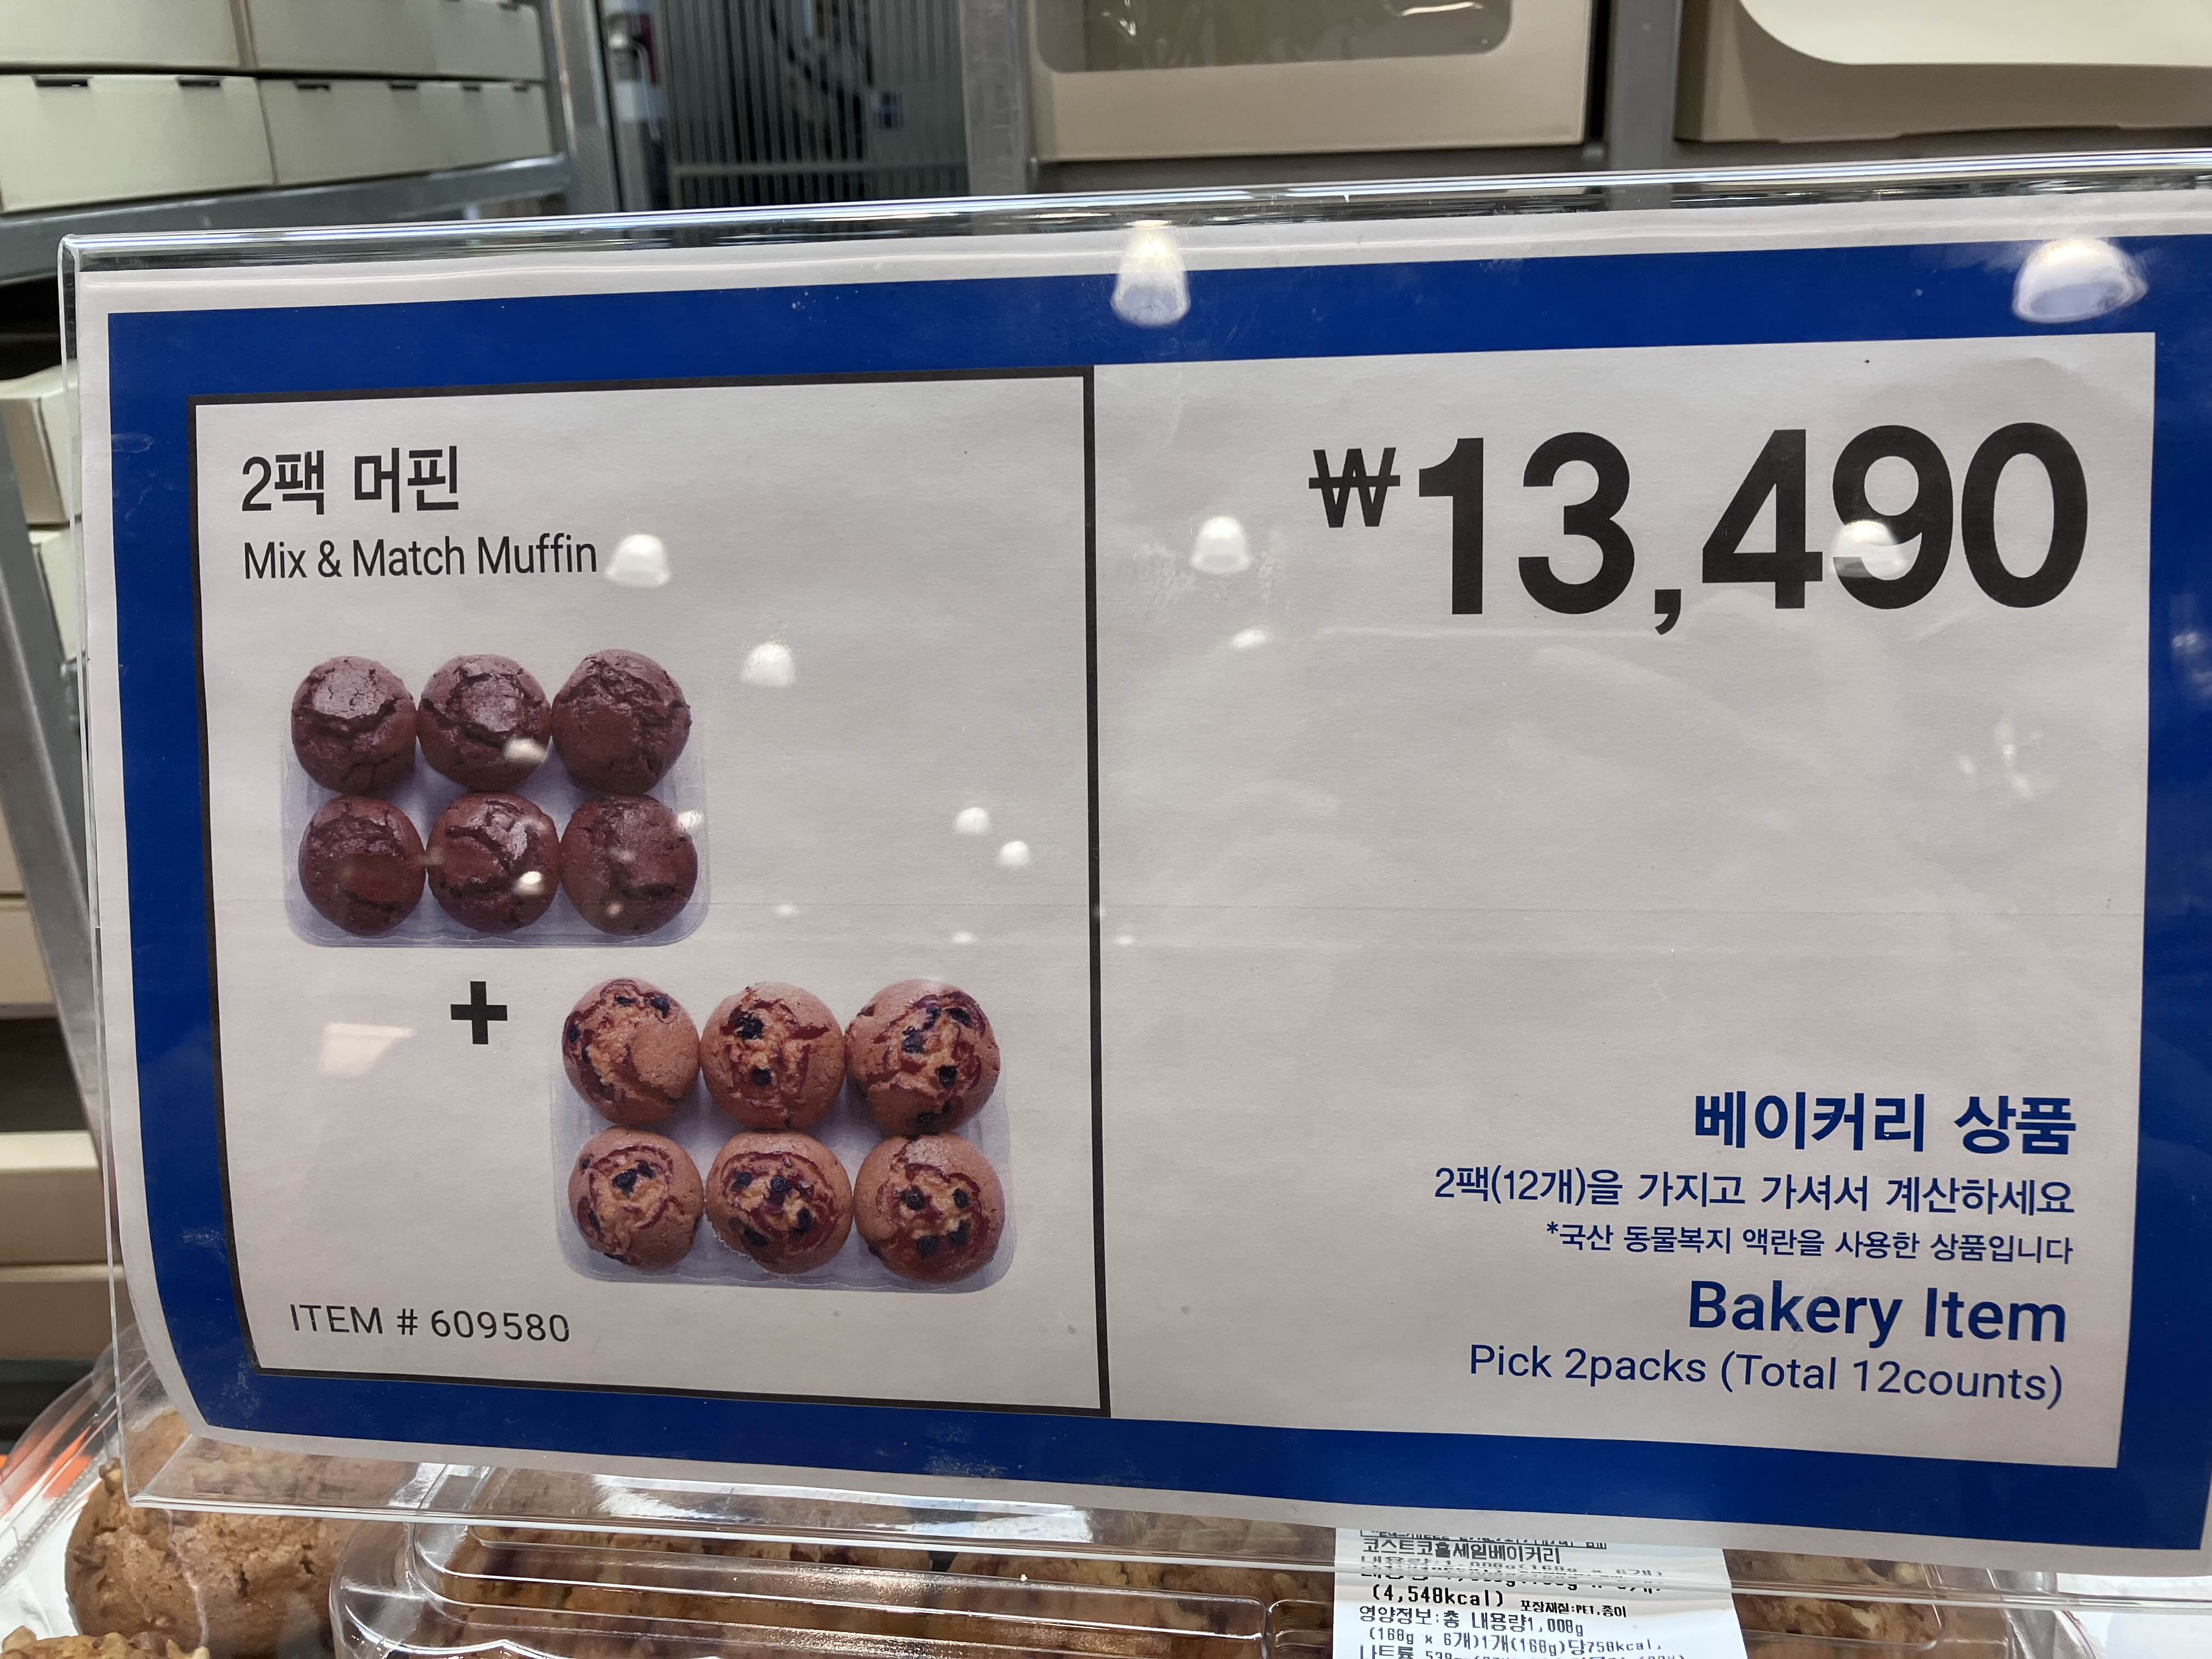 2팩 머핀
Mix & Match Muffin
+
ITEM # 609580
₩13,490
베이커리 상품
2팩(12개)을 가지고 가셔서 계산하세요
*국산 동물복지 액란을 사용한 상품입니다
Bakery Item
Pick 2packs (Total 12counts)
코스트코홀세일베이커리
(4,548kcal) 포장재질:PET,종이
영양정보:총 내용량1,008g
(168g x 6개)1개(168g)당758kcal,
나트륨